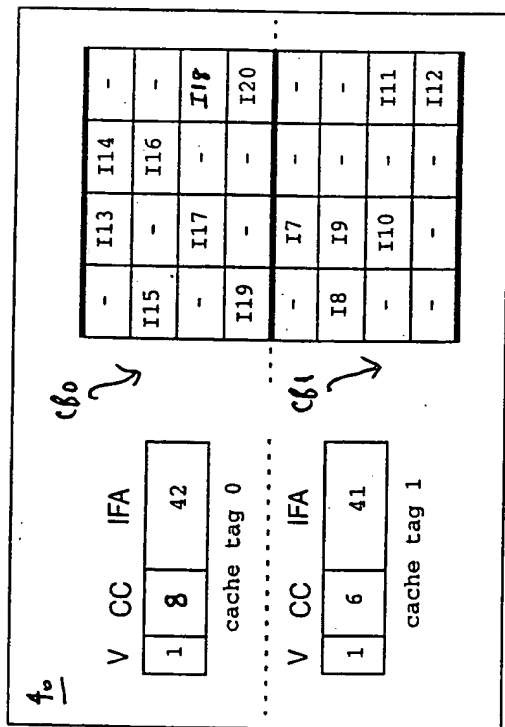 40
V CC IFA
1 8 42
cache tag 0
CB0
- I13 I14 -
I15 - I16 -
- I17 - I18
I19 - - I20
V CC IFA
1 6 41
cache tag 1
CB1
- I7 - -
I8 I9 - -
- I10 - I11
- - - I12